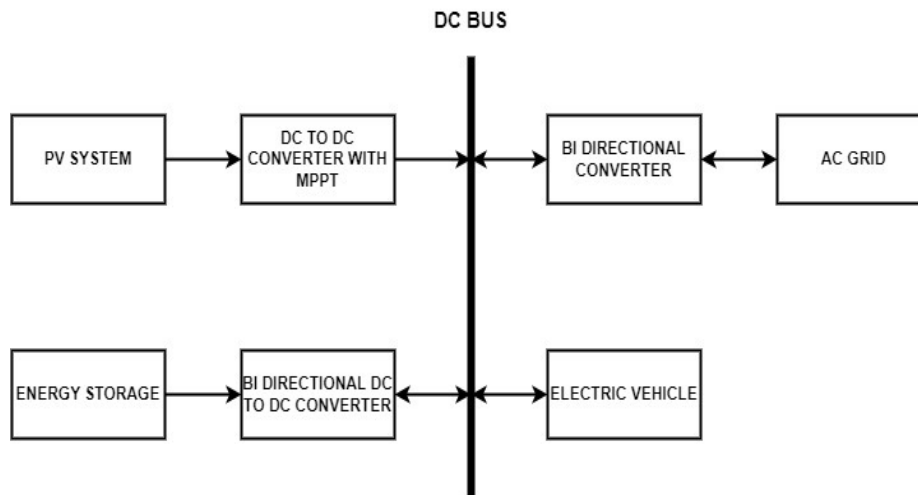 DC BUS
PV SYSTEM
DC TO DC
CONVERTER WITH
MPPT
BI DIRECTIONAL
CONVERTER
AC GRID
ENERGY STORAGE
BI DIRECTIONAL DC
TO DC CONVERTER
ELECTRIC VEHICLE